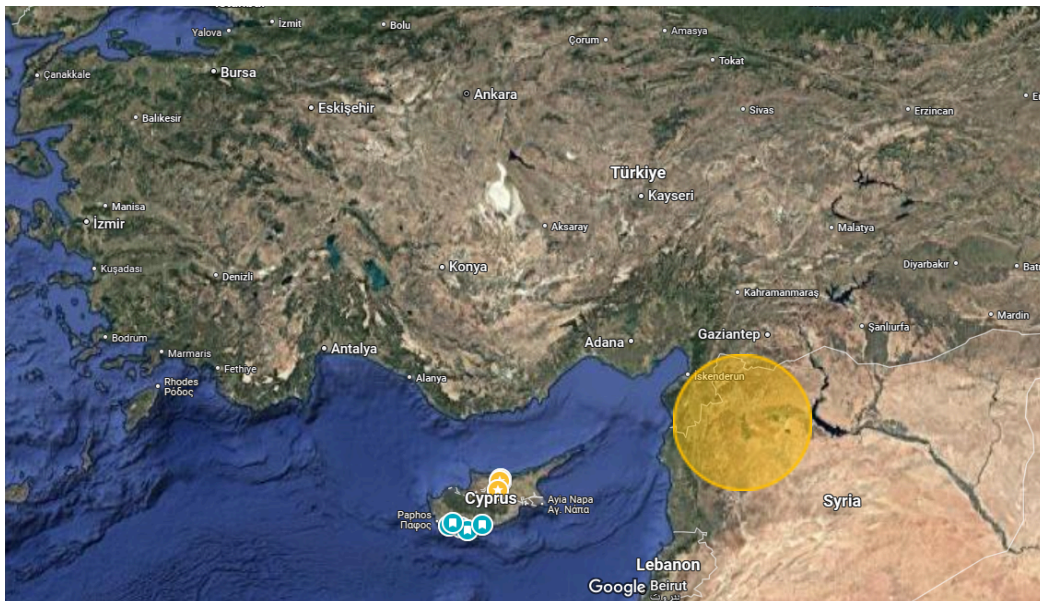 İzmit
Yalova
Bolu
Çorum
Amasya
Tokat
Çanakkale
Bursa
Ankara
Eskişehir
Balıkesir
Sivas
Erzincan
Türkiye
Kayseri
Manisa
İzmir
Aksaray
Malatya
Kuşadası
Denizli
Konya
Diyarbakır
Kahramanmaraş
Mardin
Şanlıurfa
Bodrum
Marmaris
Antalya
Adana
Gaziantep
Fethiye
Alanya
İskenderun
Rhodes
Ρόδος
Cyprus
Ayia Napa
Αγ. Νάπα
Paphos
Πάφος
Syria
Lebanon
Google
Beirut